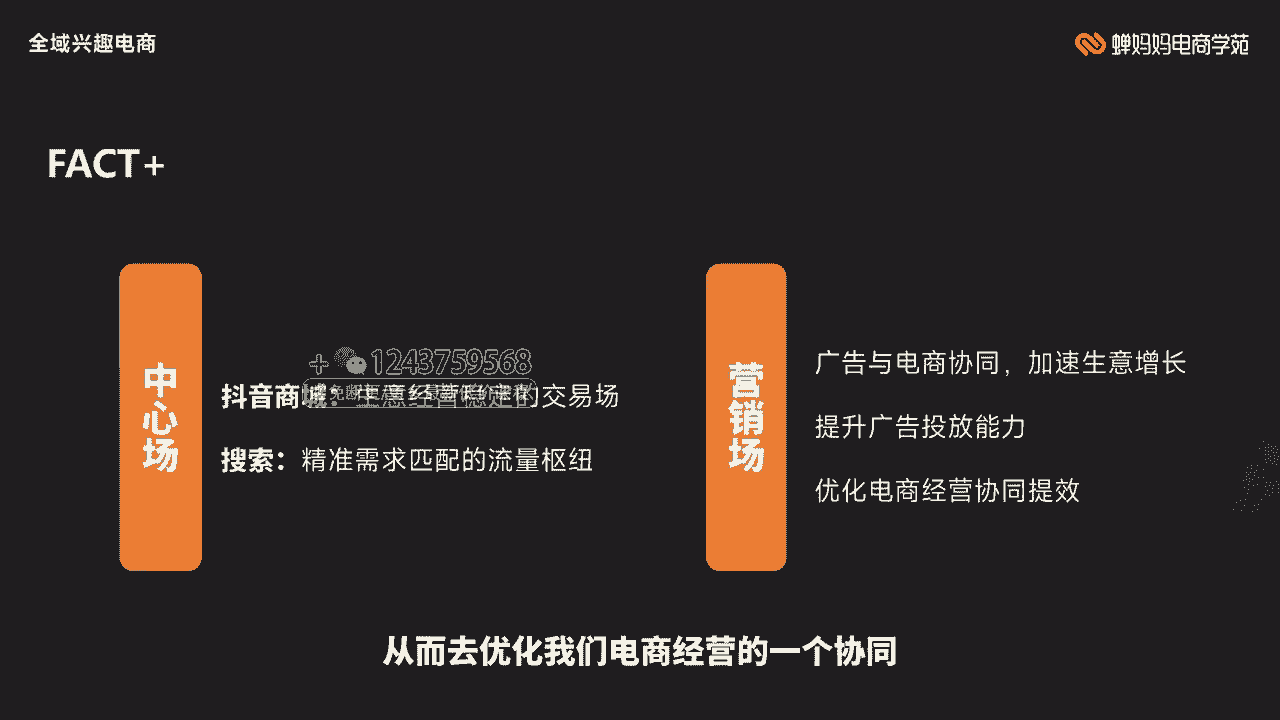 全域兴趣电商
蝉妈妈电商学苑
FACT+
中心场
+ 1243759568
抖音商城：生意经营稳定的交易场
搜索：精准需求匹配的流量枢纽
营销场
广告与电商协同，加速生意增长
提升广告投放能力
优化电商经营协同提效
从而去优化我们电商经营的一个协同